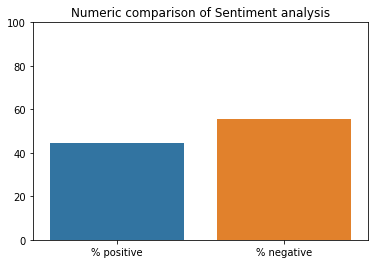 Numeric comparison of Sentiment analysis
100
80
60
40
20
0
% positive
% negative